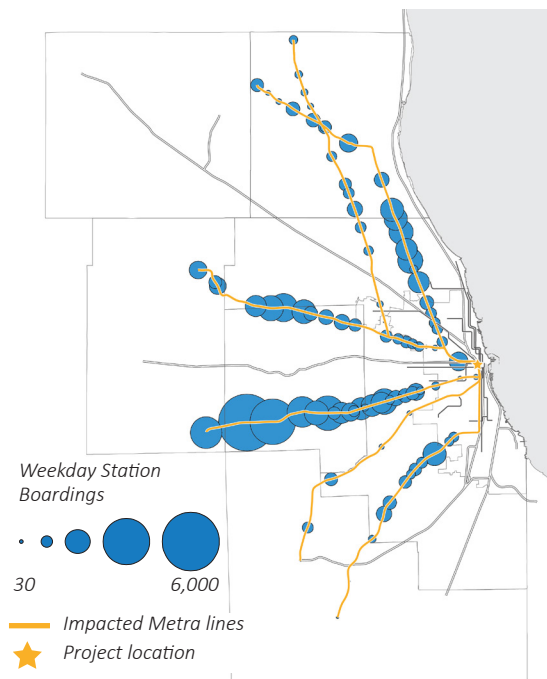 Weekday Station
Boardings
30
6,000
Impacted Metra lines
Project location